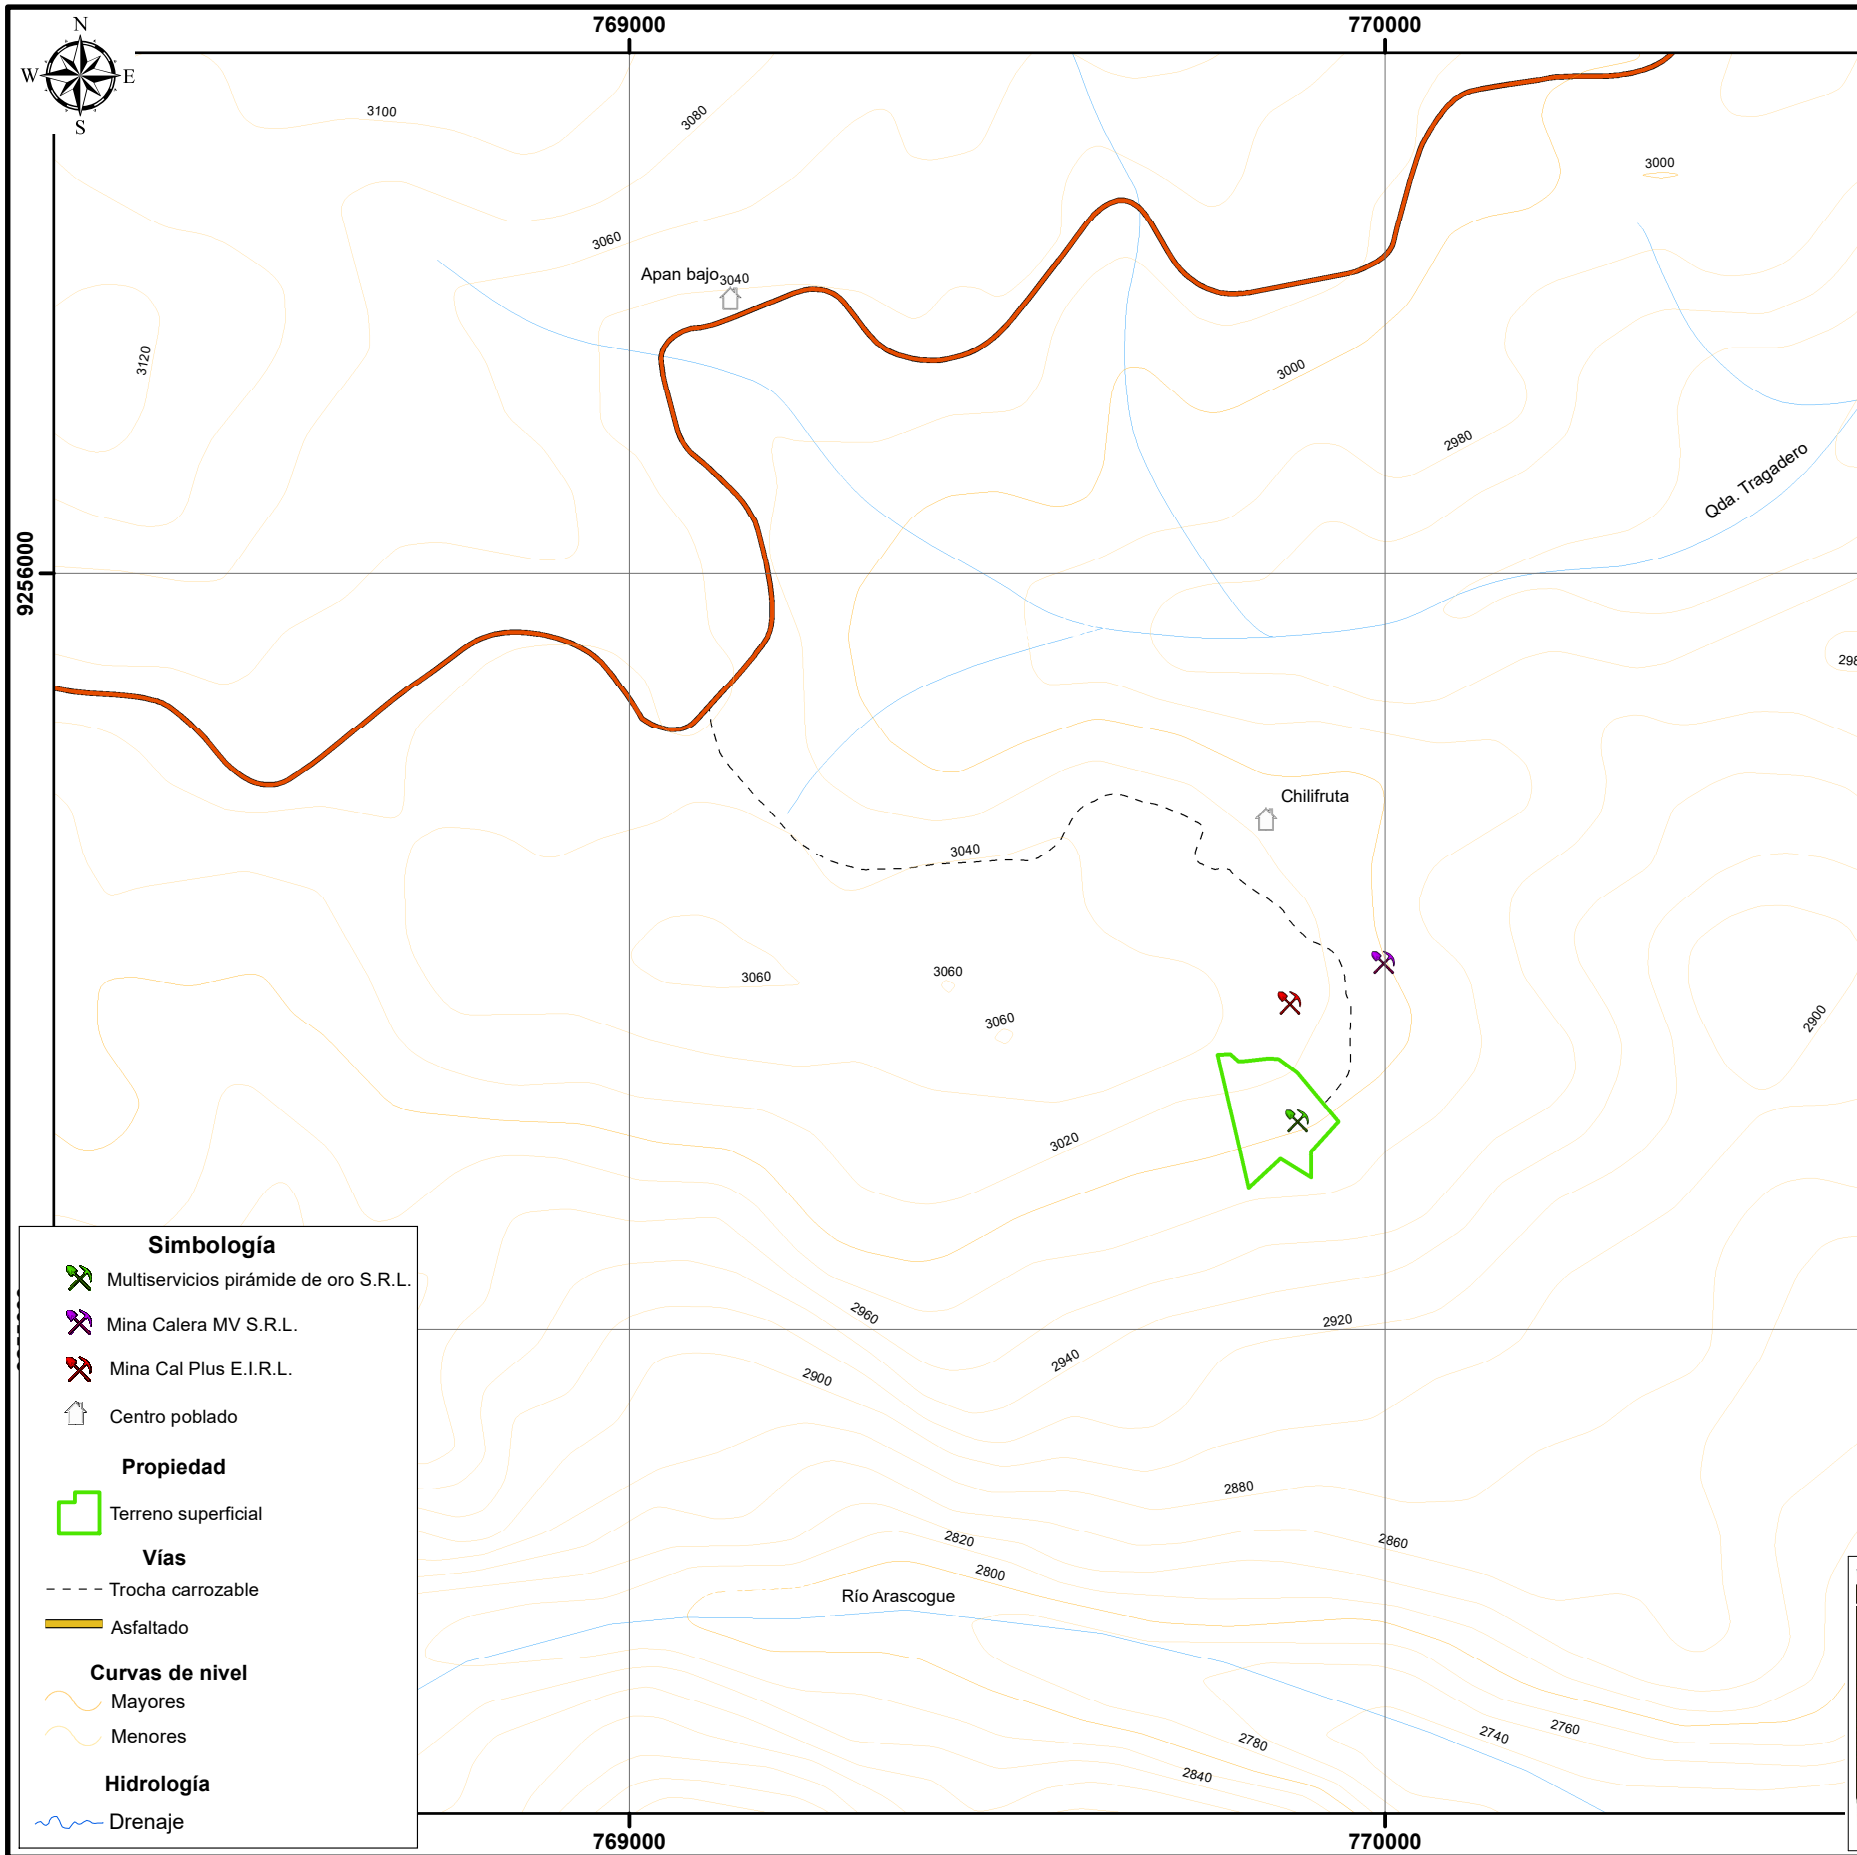 769000
770000
N
W
E
S
3100
3080
3000
3060
Apan bajo
3040
3120
3000
2980
Qda. Tragadero
9256000
Chilifruta
3040
3060
3060
3060
2900
3020
Simbología
Multiservicios pirámide de oro S.R.L.
Mina Calera MV S.R.L.
Mina Cal Plus E.I.R.L.
Centro poblado
Propiedad
Terreno superficial
Vías
Trocha carrozable
Asfaltado
Curvas de nivel
Mayores
Menores
Hidrología
Drenaje
2960
2920
2940
2900
2880
2820
2860
2800
Río Arascogue
2760
2740
2780
2840
769000
770000